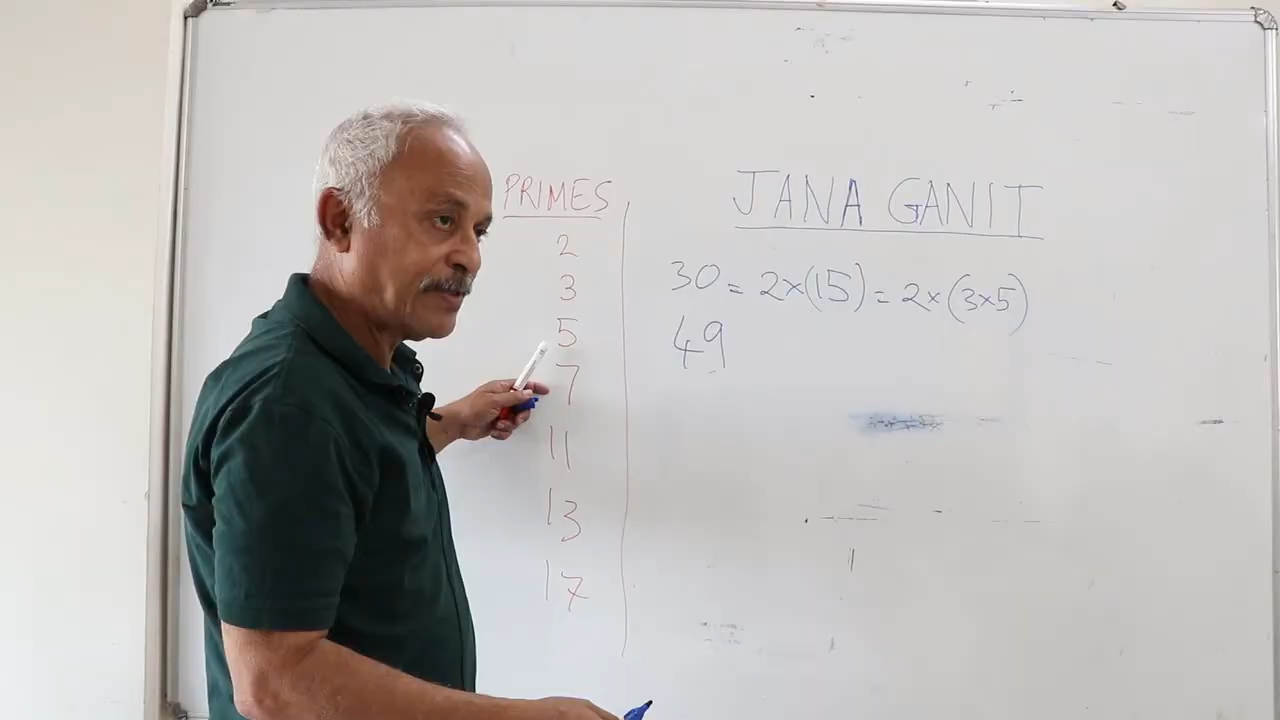 PRIMES
2
3
5
7
11
13
17
JANA GANIT
30 = 2×(15) = 2×(3×5)
49